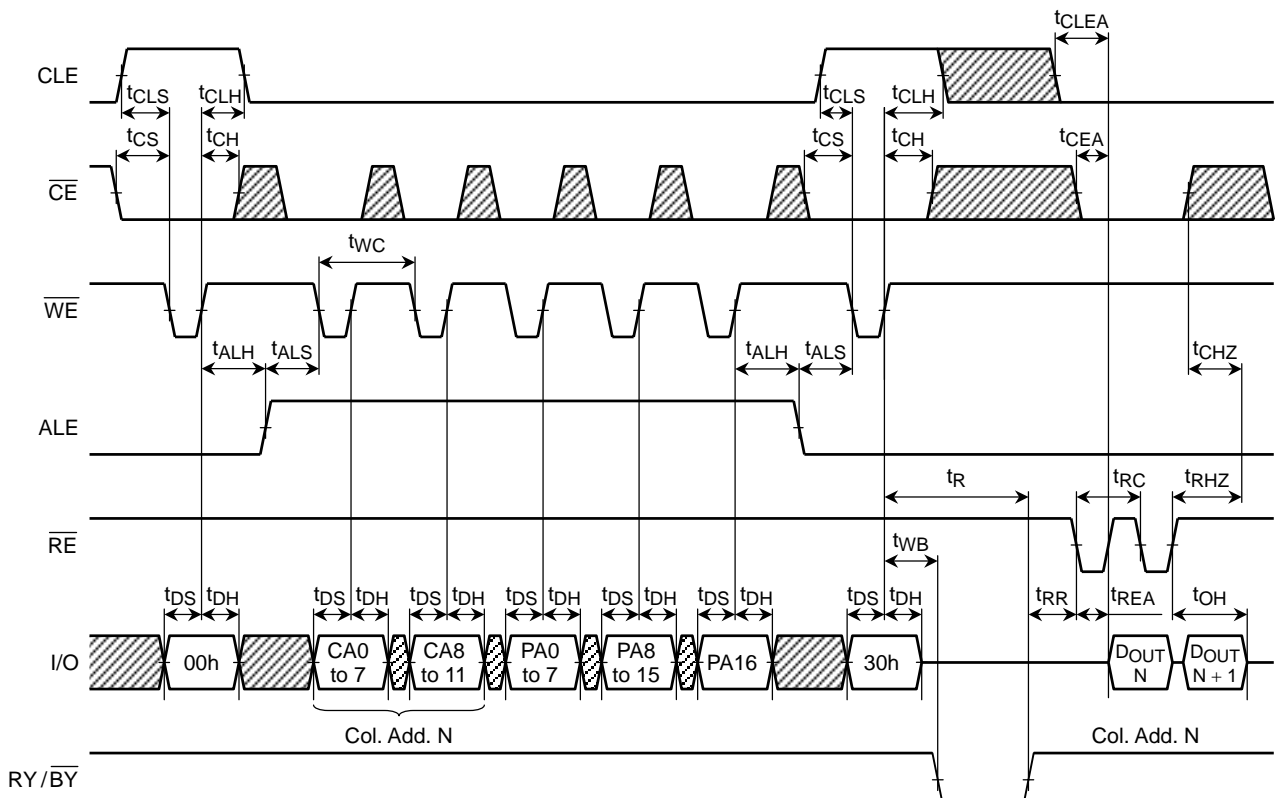 tCLEA
CLE
tCLS tCLH tCLS tCLH
tCS tCH tCS tCH tCEA
CE
tWC
WE
tALH tALS tALH tALS tCHZ
ALE
tR tRC tRHZ
RE
tWB
tDS tDH tDS tDH tDS tDH tDS tDH tDS tDH tDS tDH tDS tDH tRR tREA tOH
I/O 00h CA0 to 7 CA8 to 11 PA0 to 7 PA8 to 15 PA16 30h DOUT N DOUT N + 1
Col. Add. N Col. Add. N
RY/BY